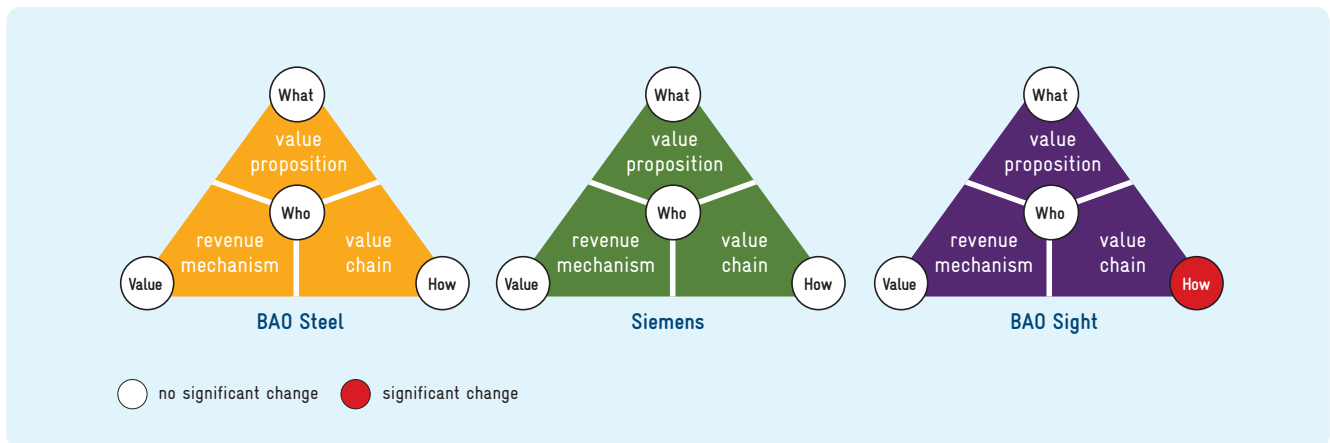 What
value
proposition
Who
revenue
mechanism
value
chain
Value
How
BAO Steel
What
value
proposition
Who
revenue
mechanism
value
chain
Value
How
Siemens
What
value
proposition
Who
revenue
mechanism
value
chain
Value
How
BAO Sight
no significant change
significant change